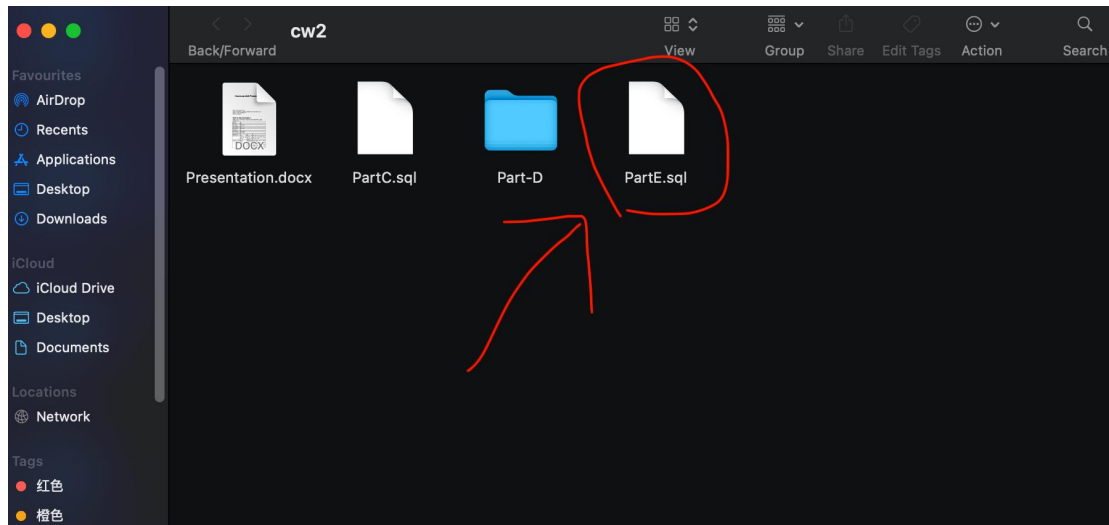 cw2
Back/Forward
View
Group
Share
Edit Tags
Action
Search
Favourites
AirDrop
Recents
Applications
Desktop
Downloads
iCloud
iCloud Drive
Desktop
Documents
Locations
Network
Tags
红色
橙色
DOCX
Presentation.docx
PartC.sql
Part-D
PartE.sql